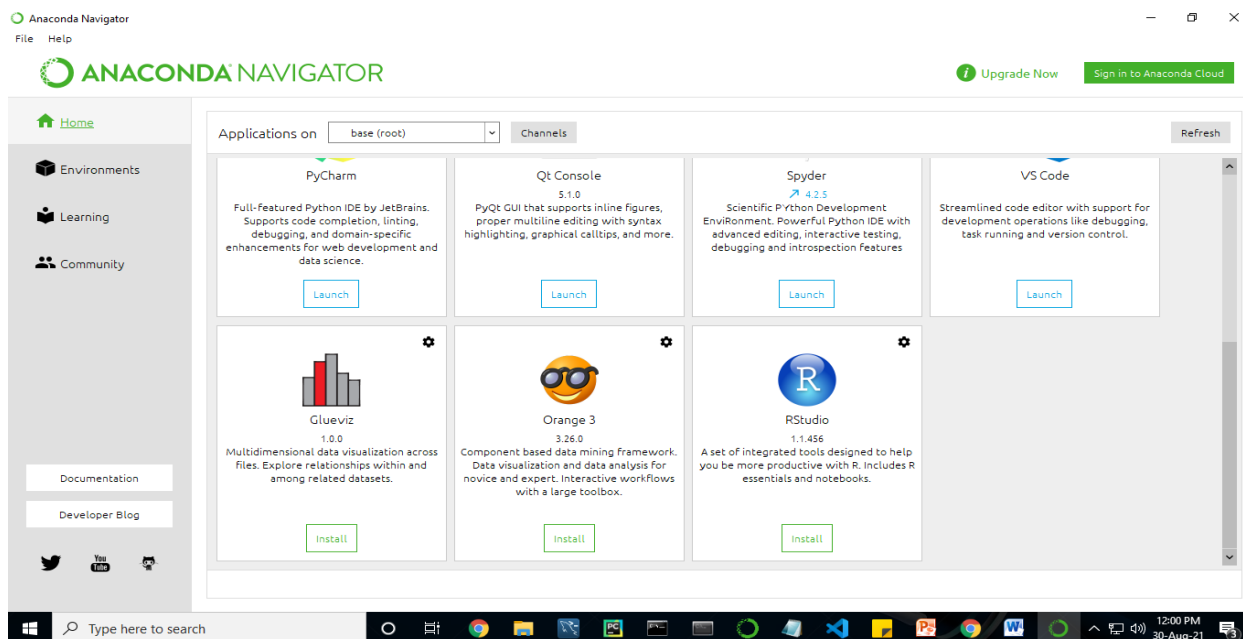 Anaconda Navigator
File Help
ANACONDA NAVIGATOR
Upgrade Now
Sign in to Anaconda Cloud
Home
Environments
Learning
Community
Documentation
Developer Blog
You
Tube
Applications on base (root) Channels Refresh
PyCharm
Full-featured Python IDE by JetBrains.
Supports code completion, linting,
debugging, and domain-specific
enhancements for web development and
data science.
Launch
Qt Console
5.1.0
PyQt GUI that supports inline figures,
proper multiline editing with syntax
highlighting, graphical calltips, and more.
Launch
Spyder
4.2.5
Scientific PYthon Development
EnviRonment. Powerful Python IDE with
advanced editing, interactive testing,
debugging and introspection features
Launch
VS Code
Streamlined code editor with support for
development operations like debugging,
task running and version control.
Launch
Glueviz
1.0.0
Multidimensional data visualization across
files. Explore relationships within and
among related datasets.
Install
Orange 3
3.26.0
Component based data mining framework.
Data visualization and data analysis for
novice and expert. Interactive workflows
with a large toolbox.
Install
R
RStudio
1.1.456
A set of integrated tools designed to help
you be more productive with R. Includes R
essentials and notebooks.
Install
Type here to search
PC
W
12:00 PM
30-Aug-21
3